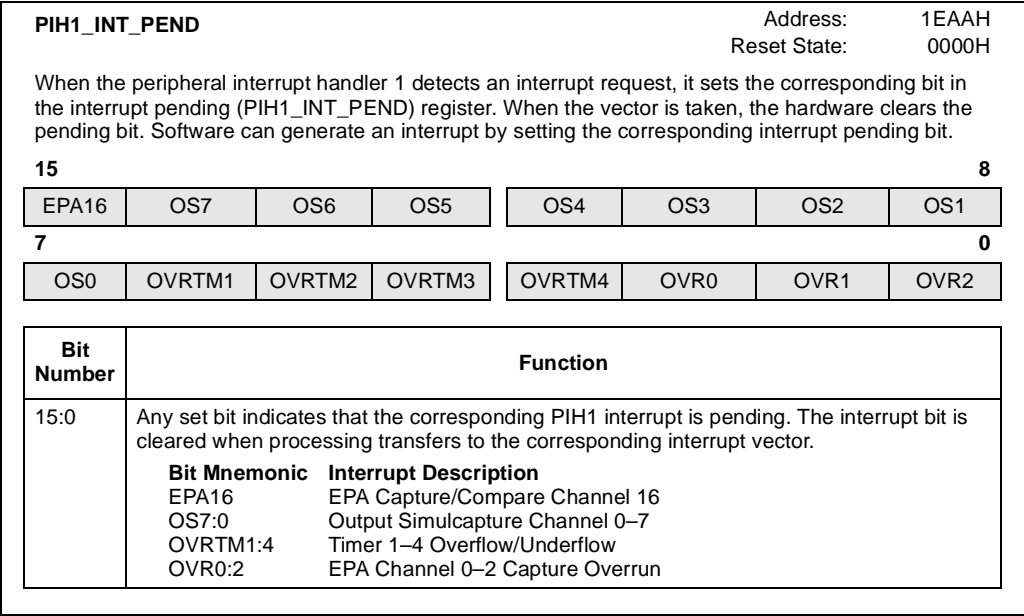 PIH1_INT_PEND Address: 1EAAH
Reset State: 0000H
When the peripheral interrupt handler 1 detects an interrupt request, it sets the corresponding bit in
the interrupt pending (PIH1_INT_PEND) register. When the vector is taken, the hardware clears the
pending bit. Software can generate an interrupt by setting the corresponding interrupt pending bit.
15 8
EPA16 OS7 OS6 OS5 OS4 OS3 OS2 OS1
7 0
OS0 OVRTM1 OVRTM2 OVRTM3 OVRTM4 OVR0 OVR1 OVR2
Bit
Number Function
15:0 Any set bit indicates that the corresponding PIH1 interrupt is pending. The interrupt bit is
cleared when processing transfers to the corresponding interrupt vector.
Bit Mnemonic Interrupt Description
EPA16 EPA Capture/Compare Channel 16
OS7:0 Output Simulcapture Channel 0–7
OVRTM1:4 Timer 1–4 Overflow/Underflow
OVR0:2 EPA Channel 0–2 Capture Overrun